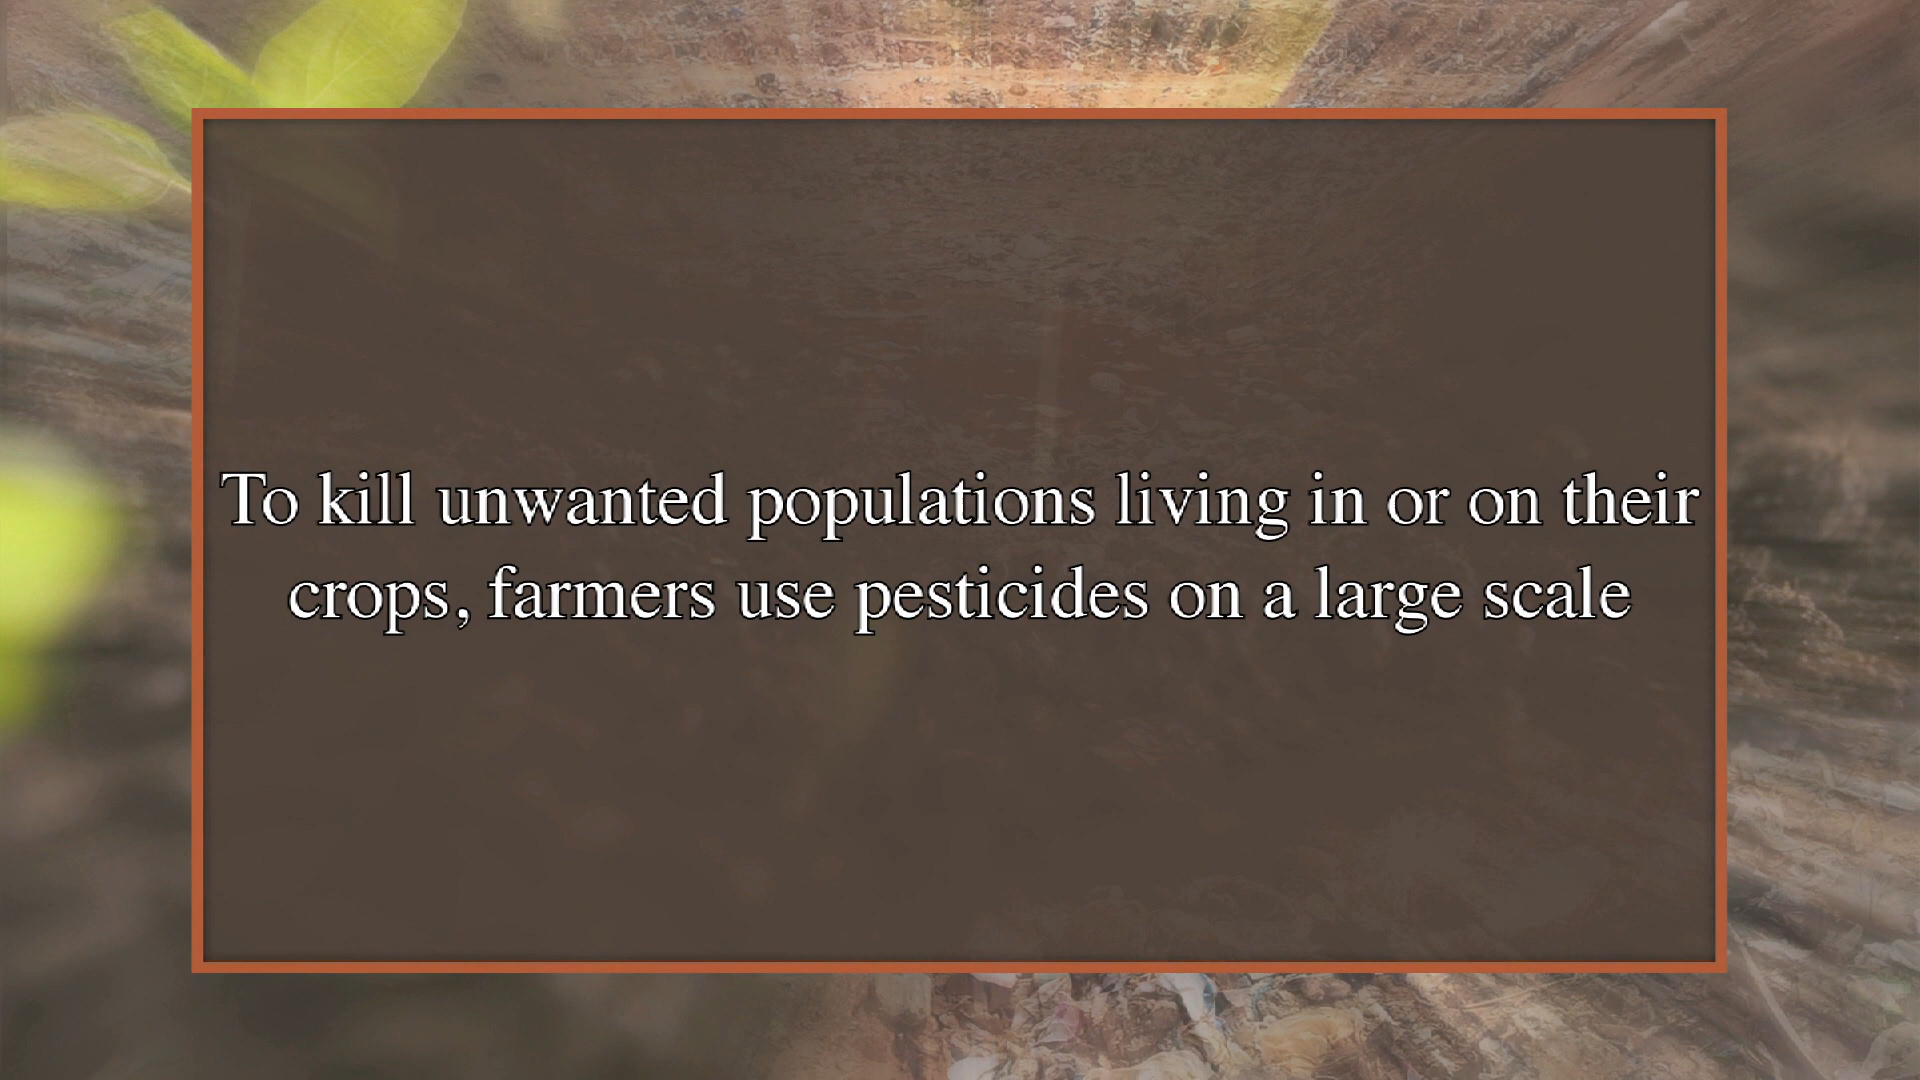 To kill unwanted populations living in or on their
crops, farmers use pesticides on a large scale